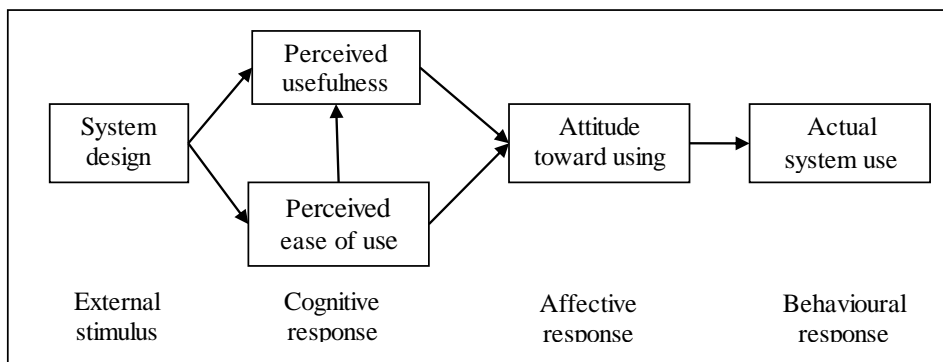 Perceived
usefulness
System
design
Attitude
toward using
Actual
system use
Perceived
ease of use
External
stimulus
Cognitive
response
Affective
response
Behavioural
response